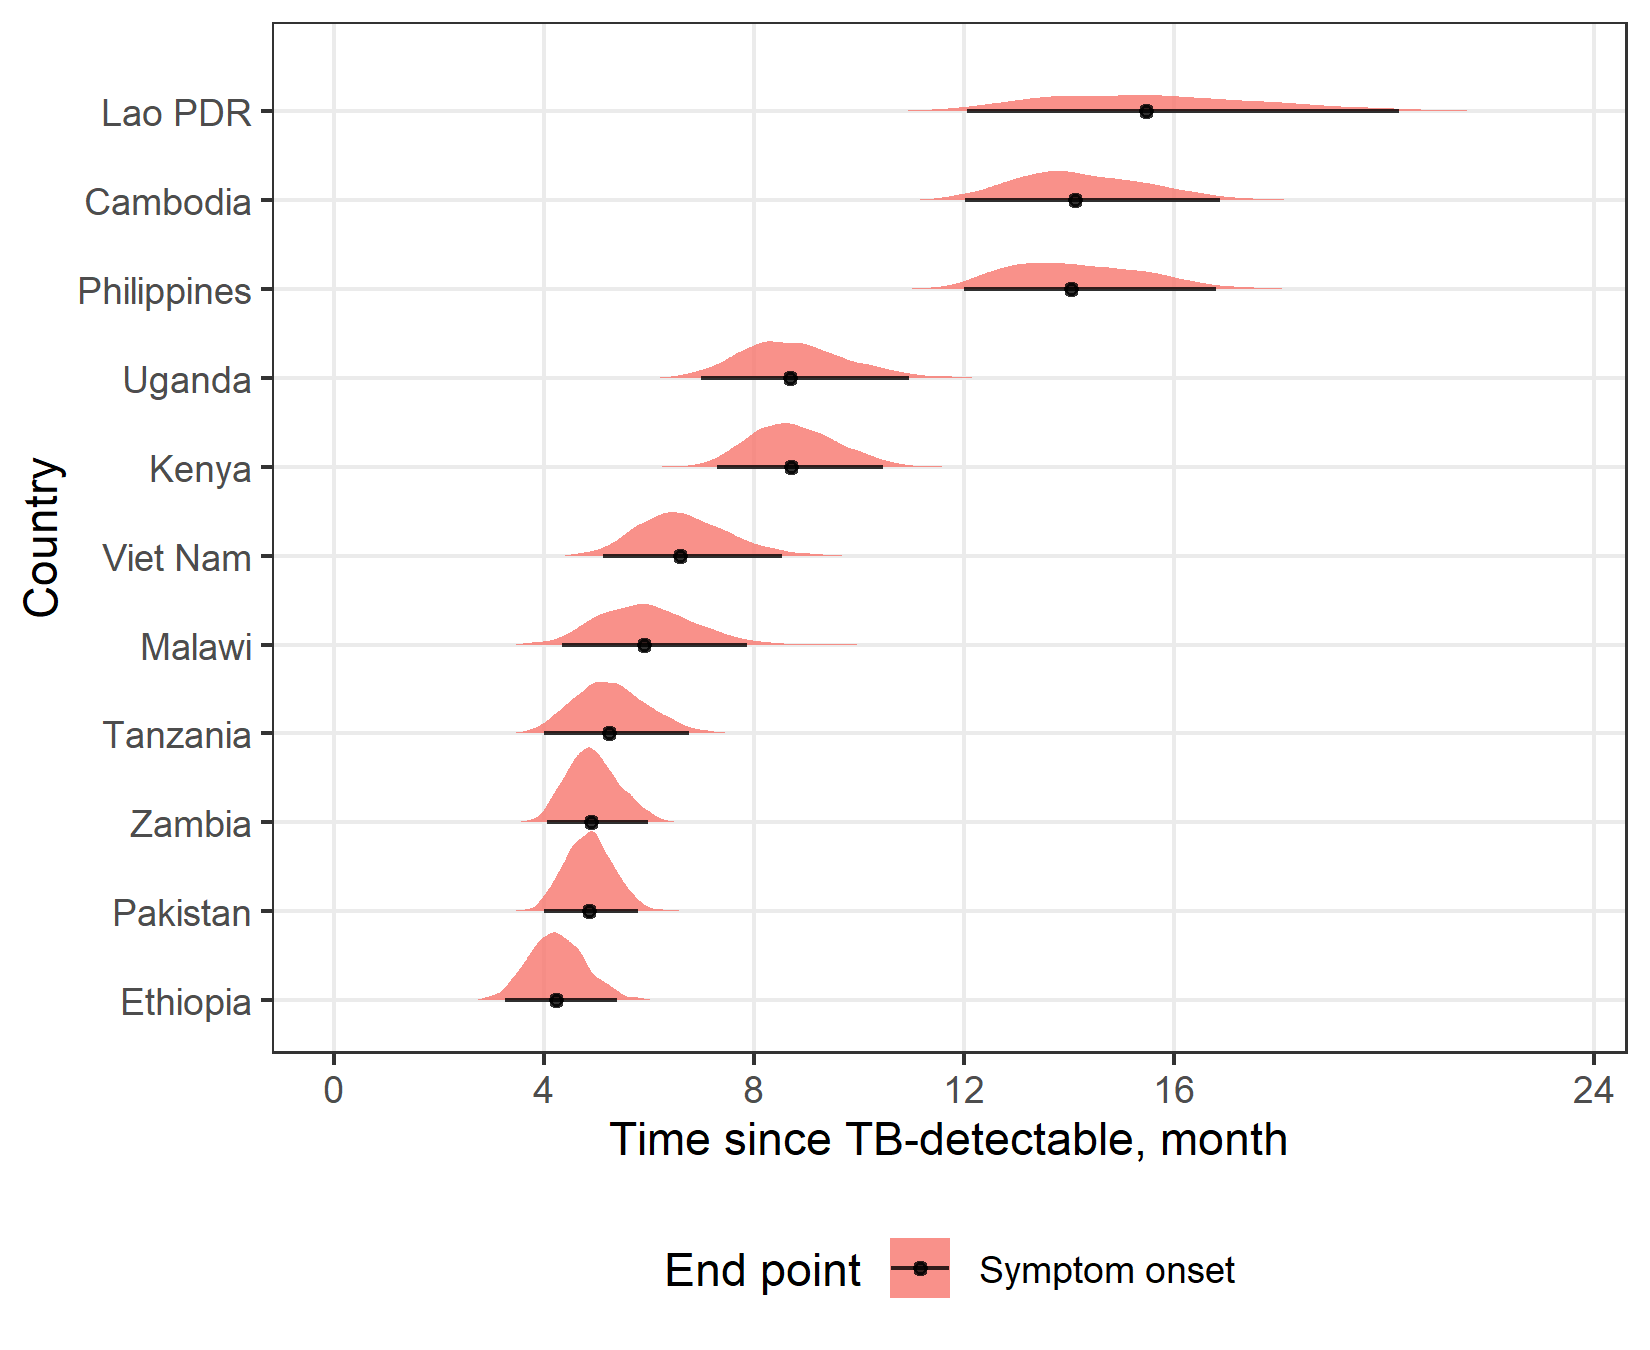 Lao PDR
Cambodia
Philippines
Uganda
Kenya
Viet Nam
Malawi
Tanzania
Zambia
Pakistan
Ethiopia
Country
0 4 8 12 16 24
Time since TB-detectable, month
End point Symptom onset